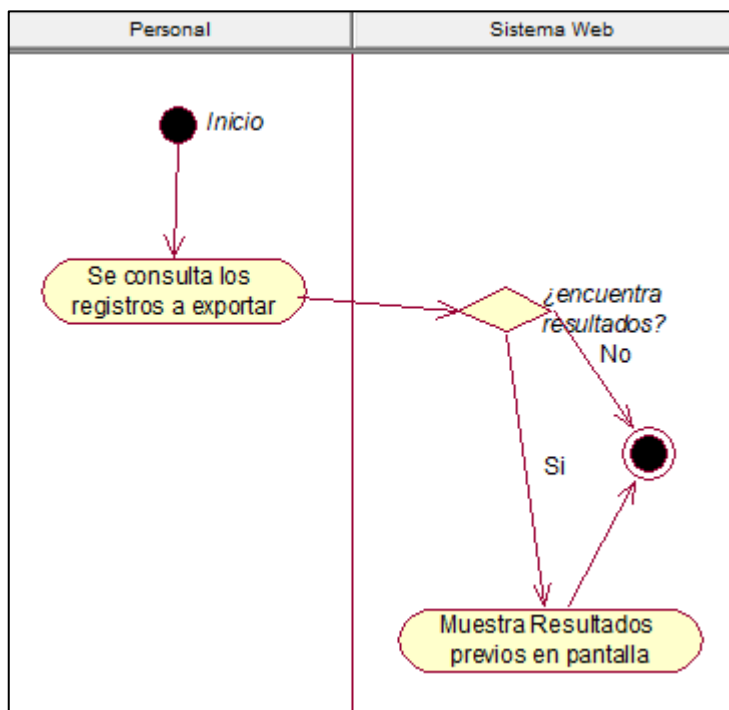 Personal
Sistema Web
Inicio
Se consulta los
registros a exportar
¿encuentra
resultados?
No
Si
Muestra Resultados
previos en pantalla